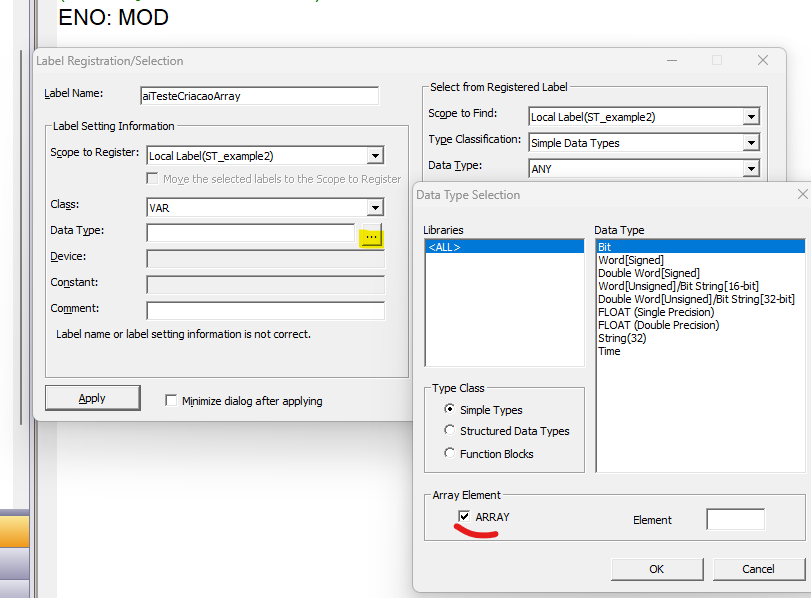 ENO: MOD
Label Registration/Selection
Label Name:
aiTesteCriacaoArray
Label Setting Information
Scope to Register:
Local Label(ST_example2)
Move the selected labels to the Scope to Register
Class:
VAR
Data Type:
...
Device:
Constant:
Comment:
Label name or label setting information is not correct.
Apply
Minimize dialog after applying
Select from Registered Label
Scope to Find:
Local Label(ST_example2)
Type Classification:
Simple Data Types
Data Type:
ANY
Data Type Selection
Libraries
<ALL>
Data Type
Bit
Word[Signed]
Double Word[Signed]
Word[Unsigned]/Bit String[16-bit]
Double Word[Unsigned]/Bit String[32-bit]
FLOAT (Single Precision)
FLOAT (Double Precision)
String(32)
Time
Type Class
Simple Types
Structured Data Types
Function Blocks
Array Element
ARRAY
Element
OK
Cancel